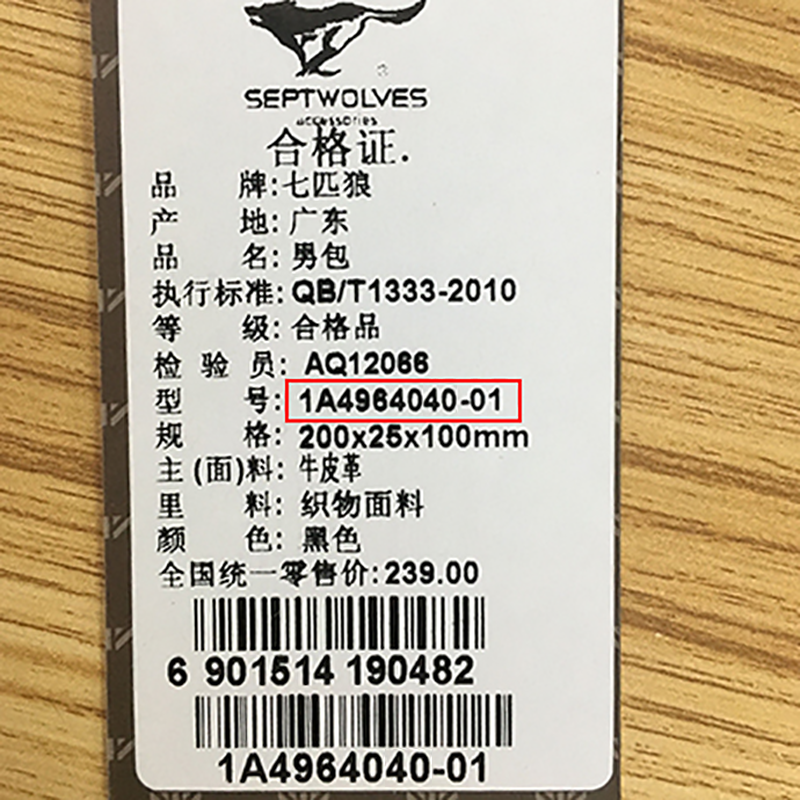 SEPTWOLVES
accessories
合格证.
品 牌:七匹狼
产 地:广东
品 名:男包
执行标准:QB/T1333-2010
等 级:合格品
检 验 员:AQ12066
型 号:1A4964040-01
规 格:200x25x100mm
主(面)料:牛皮革
里 料:织物面料
颜 色:黑色
全国统一零售价:239.00
6 901514 190482
1A4964040-01